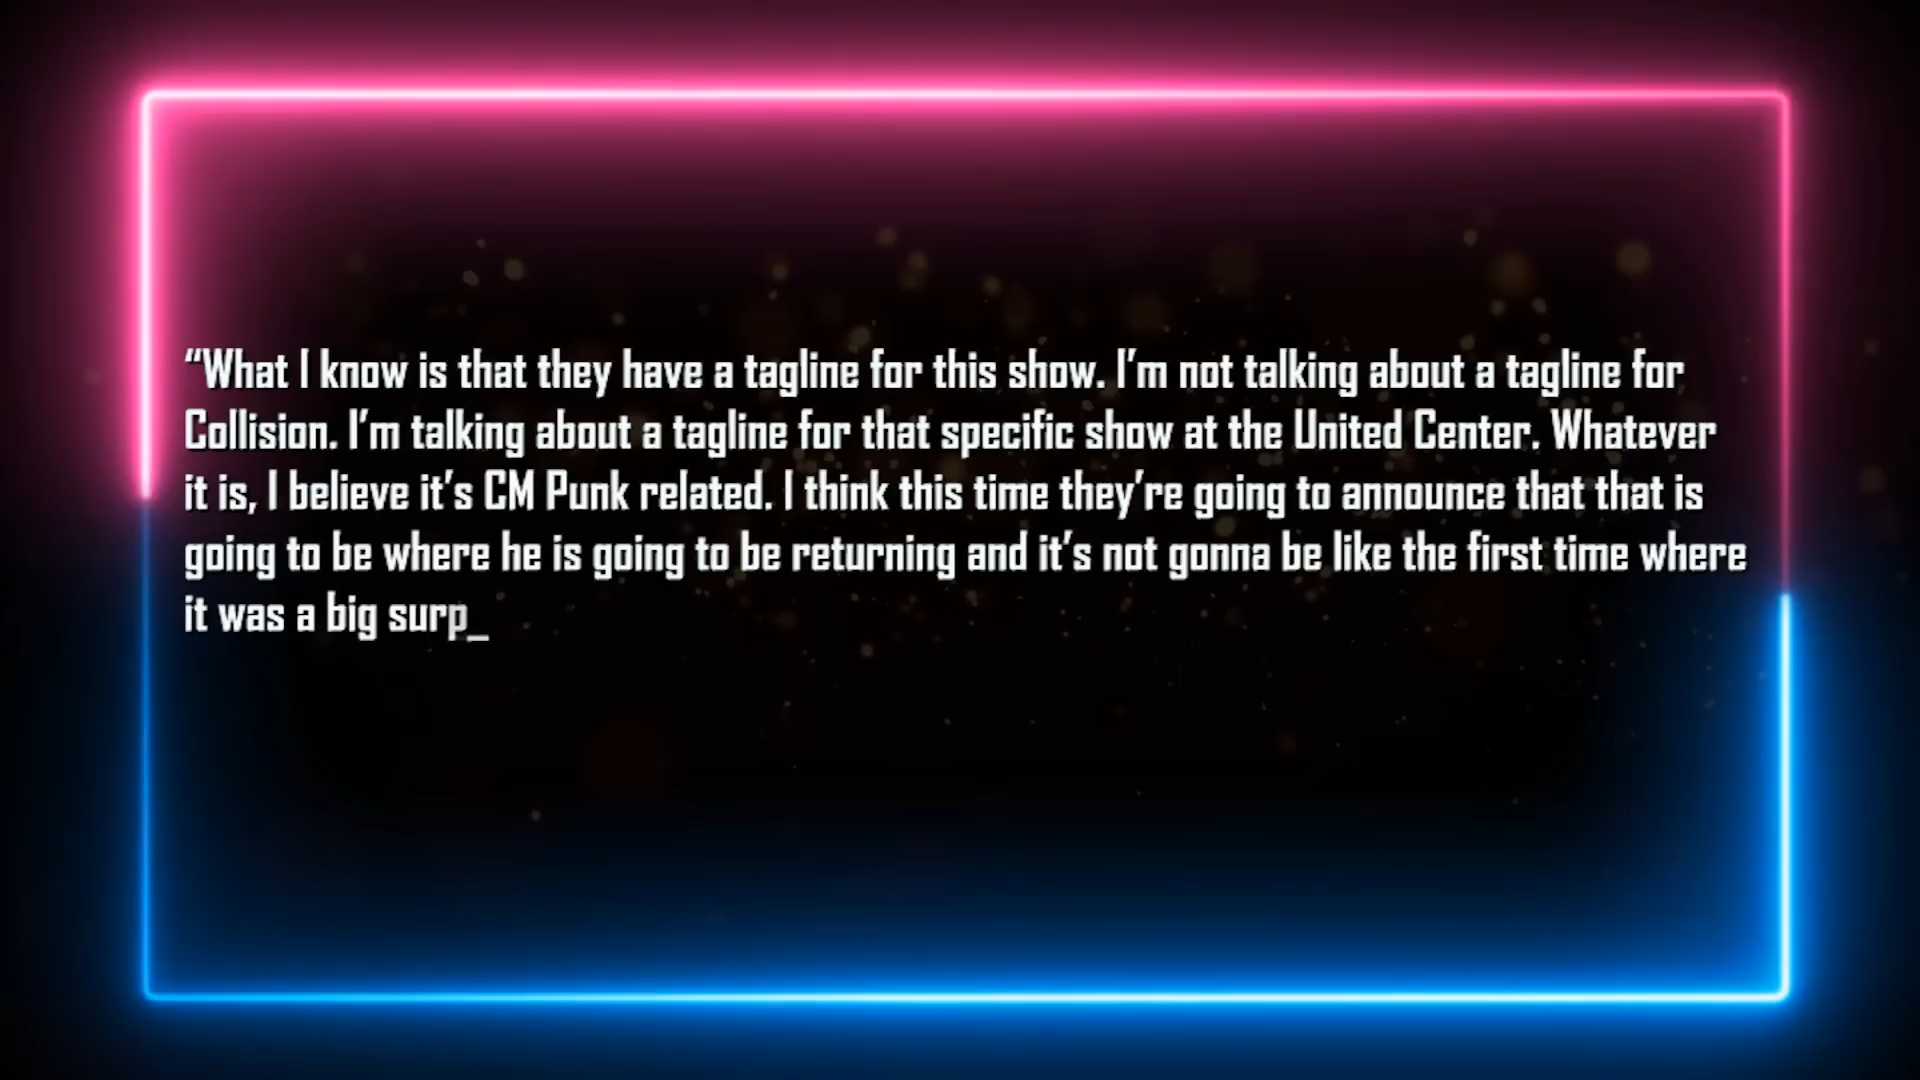 “What I know is that they have a tagline for this show. I’m not talking about a tagline for
Collision. I’m talking about a tagline for that specific show at the United Center. Whatever
it is, I believe it’s CM Punk related. I think this time they’re going to announce that that is
going to be where he is going to be returning and it’s not gonna be like the first time where
it was a big surp_